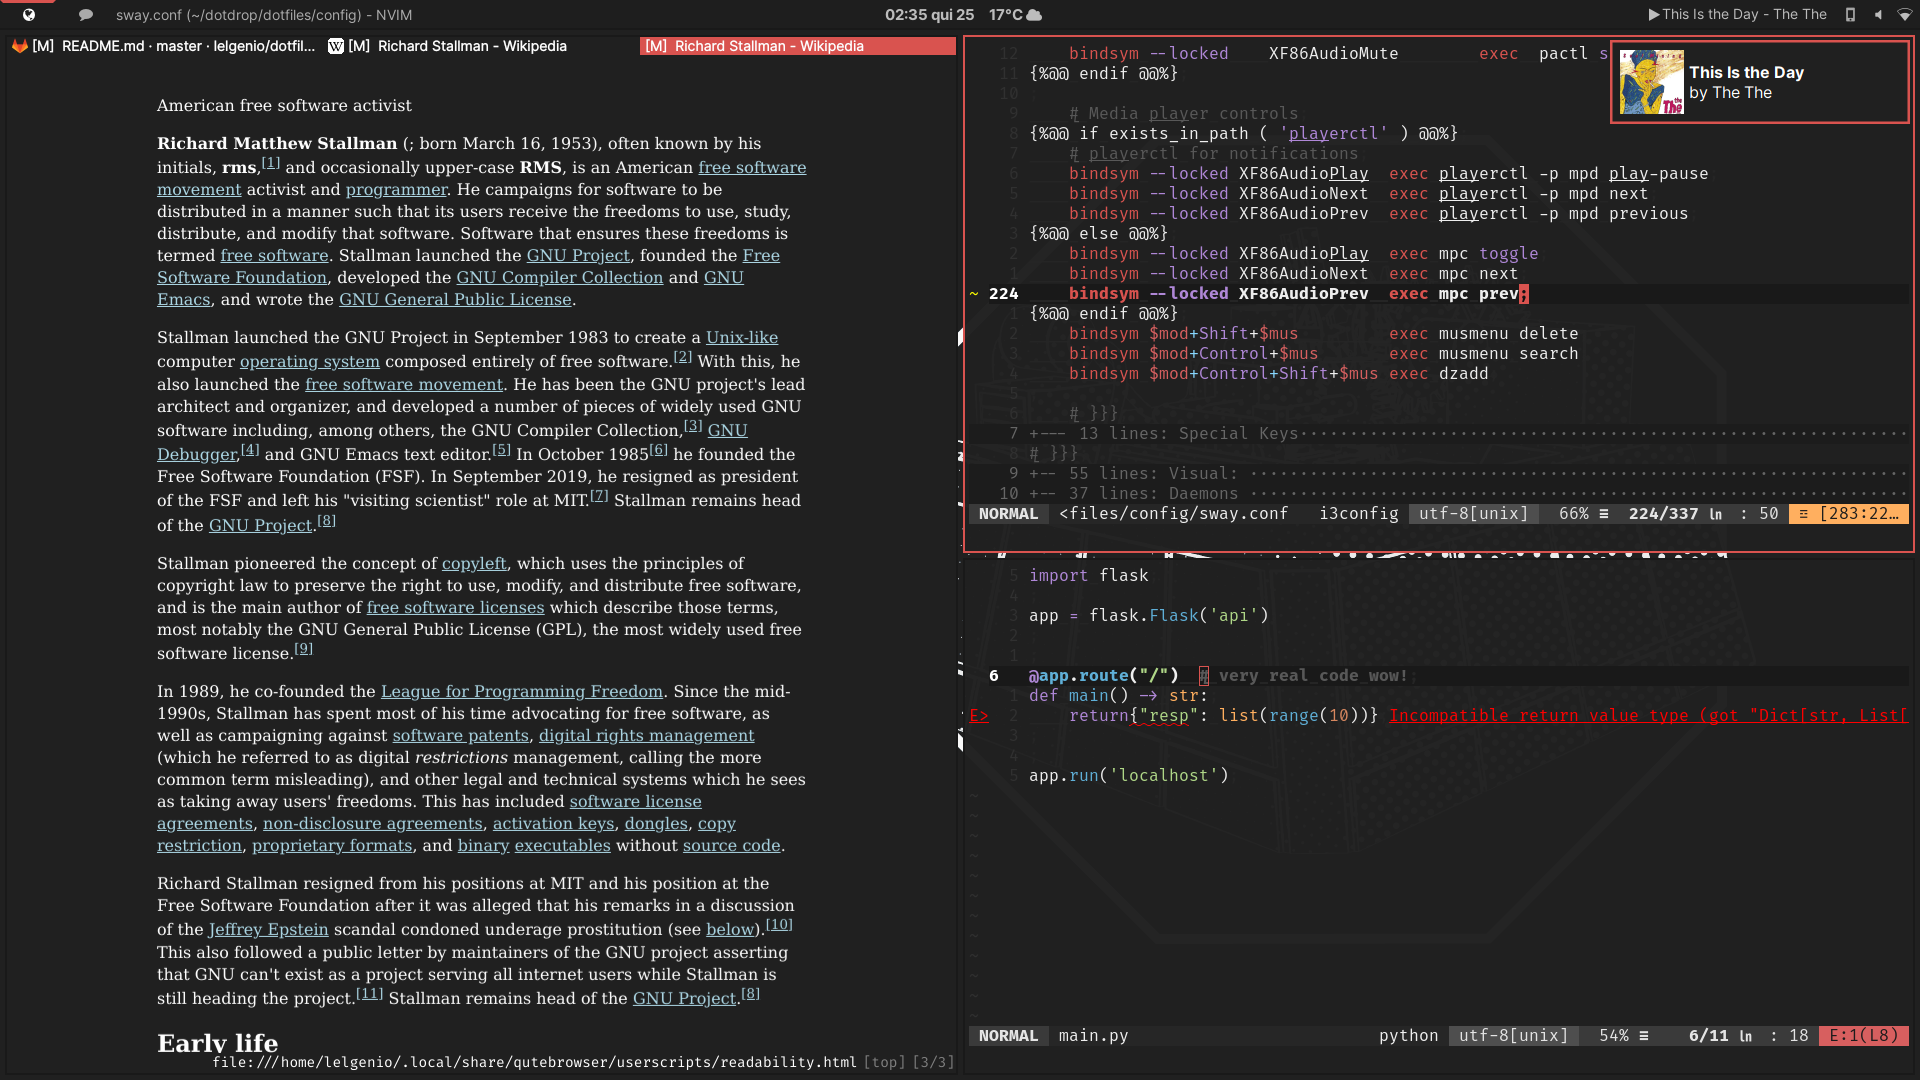 sway.conf (~/dotdrop/dotfiles/config) - NVIM
02:35 qui 25 17°C
This Is the Day - The The
[M] README.md · master · lelgenio/dotfil...
W [M] Richard Stallman - Wikipedia
[M] Richard Stallman - Wikipedia
American free software activist
Richard Matthew Stallman (; born March 16, 1953), often known by his
initials, rms,[1] and occasionally upper-case RMS, is an American free software
movement activist and programmer. He campaigns for software to be
distributed in a manner such that its users receive the freedoms to use, study,
distribute, and modify that software. Software that ensures these freedoms is
termed free software. Stallman launched the GNU Project, founded the Free
Software Foundation, developed the GNU Compiler Collection and GNU
Emacs, and wrote the GNU General Public License.
Stallman launched the GNU Project in September 1983 to create a Unix-like
computer operating system composed entirely of free software.[2] With this, he
also launched the free software movement. He has been the GNU project's lead
architect and organizer, and developed a number of pieces of widely used GNU
software including, among others, the GNU Compiler Collection,[3] GNU
Debugger,[4] and GNU Emacs text editor.[5] In October 1985[6] he founded the
Free Software Foundation (FSF). In September 2019, he resigned as president
of the FSF and left his "visiting scientist" role at MIT.[7] Stallman remains head
of the GNU Project.[8]
Stallman pioneered the concept of copyleft, which uses the principles of
copyright law to preserve the right to use, modify, and distribute free software,
and is the main author of free software licenses which describe those terms,
most notably the GNU General Public License (GPL), the most widely used free
software license.[9]
In 1989, he co-founded the League for Programming Freedom. Since the mid-
1990s, Stallman has spent most of his time advocating for free software, as
well as campaigning against software patents, digital rights management
(which he referred to as digital restrictions management, calling the more
common term misleading), and other legal and technical systems which he sees
as taking away users' freedoms. This has included software license
agreements, non-disclosure agreements, activation keys, dongles, copy
restriction, proprietary formats, and binary executables without source code.
Richard Stallman resigned from his positions at MIT and his position at the
Free Software Foundation after it was alleged that his remarks in a discussion
of the Jeffrey Epstein scandal condoned underage prostitution (see below).[10]
This also followed a public letter by maintainers of the GNU project asserting
that GNU can't exist as a project serving all internet users while Stallman is
still heading the project.[11] Stallman remains head of the GNU Project.[8]
Early life
file:///home/lelgenio/.local/share/qutebrowser/userscripts/readability.html [top] [3/3]
12 bindsym --locked XF86AudioMute exec pactl s
11 {%@@ endif @@%}
10
9 # Media player controls
8 {%@@ if exists_in_path ( 'playerctl' ) @@%}
7 # playerctl for notifications
6 bindsym --locked XF86AudioPlay exec playerctl -p mpd play-pause
5 bindsym --locked XF86AudioNext exec playerctl -p mpd next
4 bindsym --locked XF86AudioPrev exec playerctl -p mpd previous
3 {%@@ else @@%}
2 bindsym --locked XF86AudioPlay exec mpc toggle
1 bindsym --locked XF86AudioNext exec mpc next
~ 224 bindsym --locked XF86AudioPrev exec mpc prev;
1 {%@@ endif @@%}
2 bindsym $mod+Shift+$mus exec musmenu delete
3 bindsym $mod+Control+$mus exec musmenu search
4 bindsym $mod+Control+Shift+$mus exec dzadd
5
6 # }}}
7 +--- 13 lines: Special Keys
8 # }}}
9 +-- 55 lines: Visual:
10 +-- 37 lines: Daemons
NORMAL <files/config/sway.conf i3config utf-8[unix] 66% ≡ 224/337 ln : 50 Ξ [283:22…
This Is the Day
by The The
the The
5 import flask
4
3 app = flask.Flask('api')
2
1
6 @app.route("/") # very real code wow!;
1 def main() -> str:
E> 2 return{"resp": list(range(10))} Incompatible return value type (got "Dict[str, List[
3
4
5 app.run('localhost')
~
~
~
~
~
~
~
~
~
~
~
~
NORMAL main.py python utf-8[unix] 54% ≡ 6/11 ln : 18 E:1(L8)